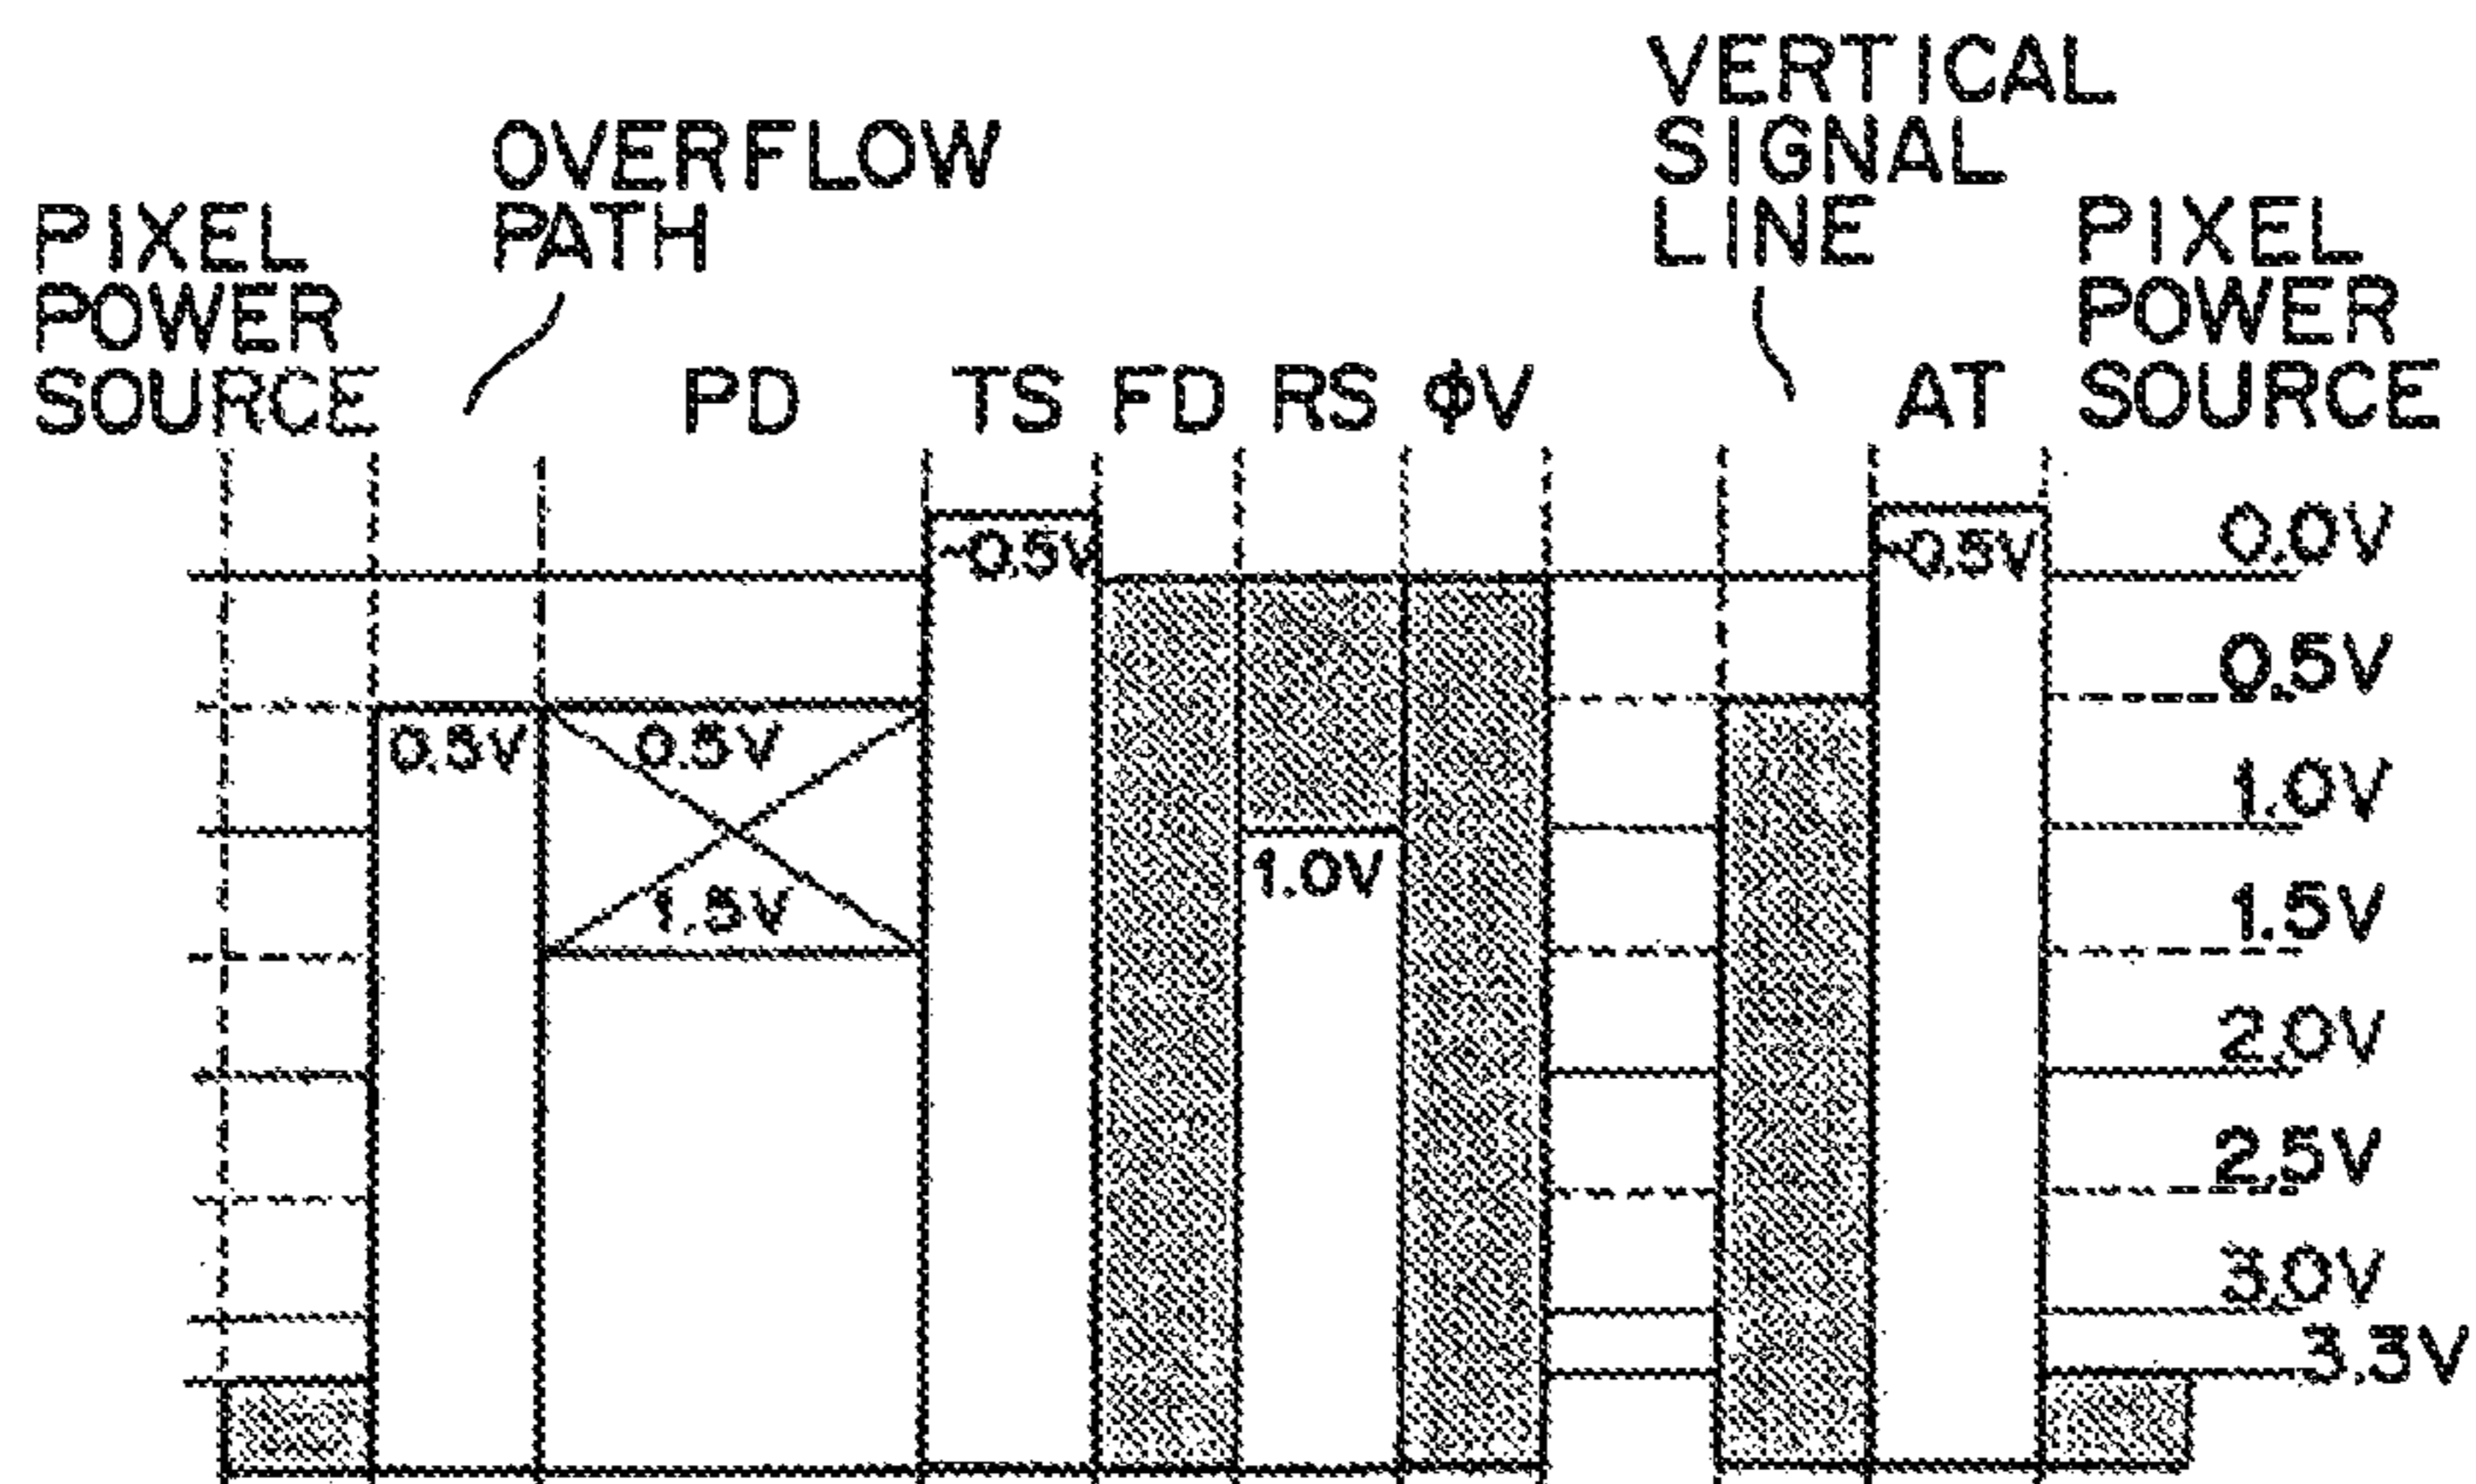 VERTICAL
SIGNAL
LINE
OVERFLOW
PATH
PIXEL
POWER
SOURCE
PIXEL
POWER
SOURCE
PD
TS
FD
RS
ΦV
AT
~0.5V
~0.5V
0.0V
0.5V
0.5V
0.5V
1.0V
1.0V
1.5V
1.5V
2.0V
2.5V
3.0V
3.3V